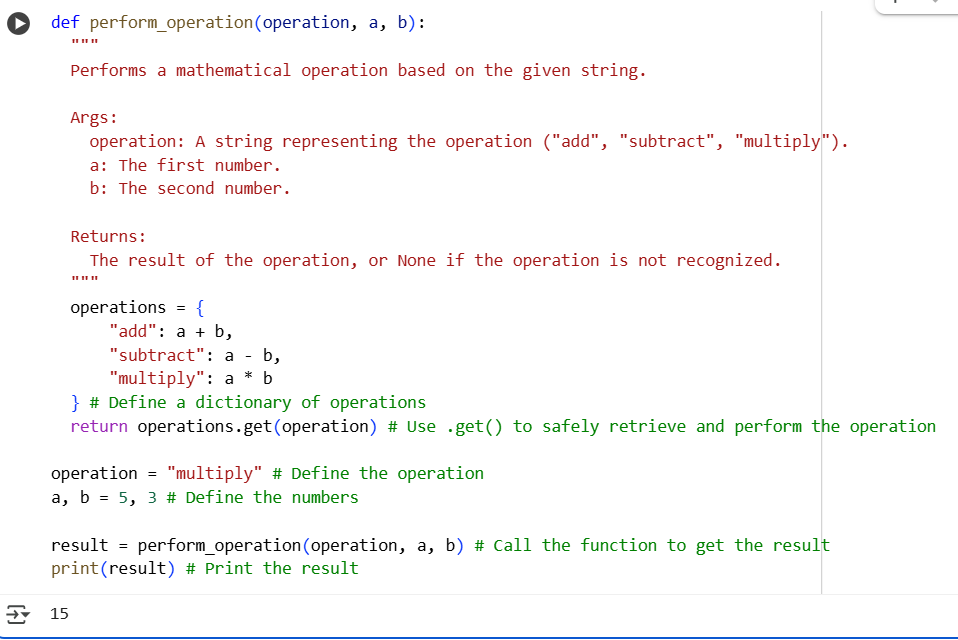 def perform_operation(operation, a, b):
  """
  Performs a mathematical operation based on the given string.

  Args:
    operation: A string representing the operation ("add", "subtract", "multiply").
    a: The first number.
    b: The second number.

  Returns:
    The result of the operation, or None if the operation is not recognized.
  """
  operations = {
      "add": a + b,
      "subtract": a - b,
      "multiply": a * b
  } # Define a dictionary of operations
  return operations.get(operation) # Use .get() to safely retrieve and perform the operation

operation = "multiply" # Define the operation
a, b = 5, 3 # Define the numbers

result = perform_operation(operation, a, b) # Call the function to get the result
print(result) # Print the result
15